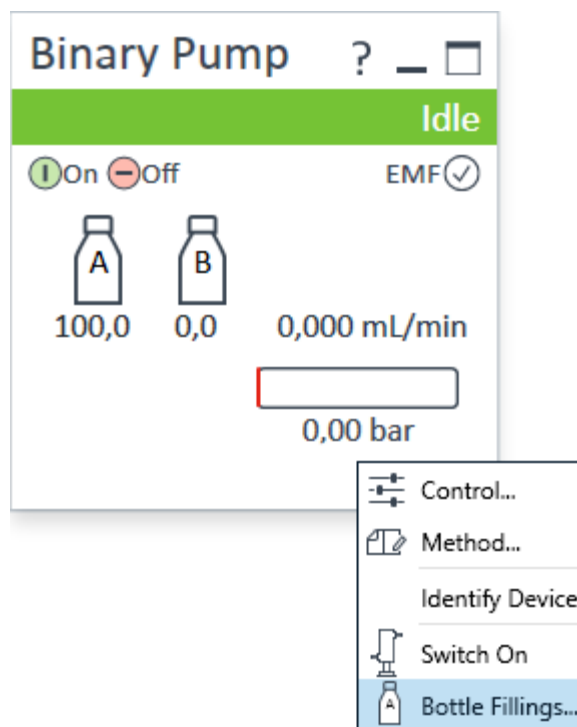 Binary Pump ?
Idle
On Off EMF
A B
100,0 0,0 0,000 mL/min
0,00 bar
Control...
Method...
Identify Device
Switch On
A Bottle Fillings...